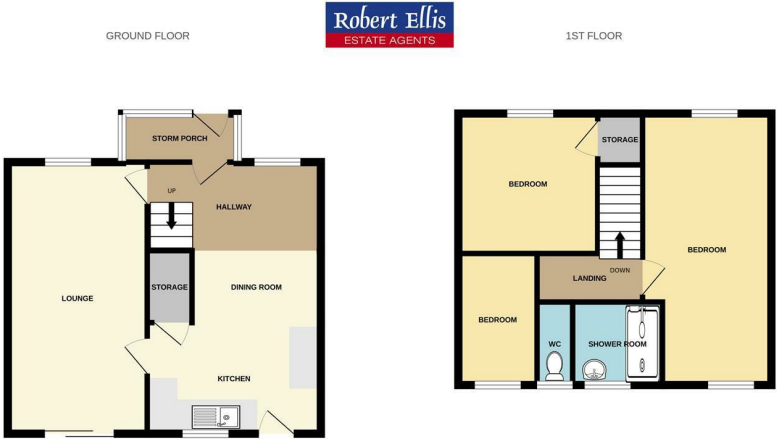 Robert Ellis
ESTATE AGENTS
GROUND FLOOR
1ST FLOOR
STORM PORCH
UP
HALLWAY
LOUNGE
STORAGE
DINING ROOM
KITCHEN
STORAGE
BEDROOM
BEDROOM
DOWN
LANDING
BEDROOM
WC
SHOWER ROOM